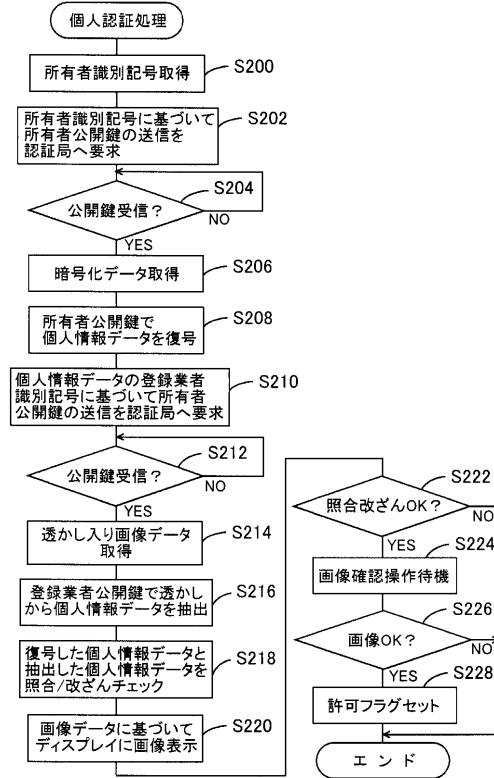 個人認証処理
所有者識別記号取得
S200
所有者識別記号に基づいて
所有者公開鍵の送信を
認証局へ要求
S202
公開鍵受信？
S204
NO
YES
暗号化データ取得
S206
所有者公開鍵で
個人情報データを復号
S208
個人情報データの登録業者
識別記号に基づいて所有者
公開鍵の送信を認証局へ要求
S210
公開鍵受信？
S212
NO
YES
透かし入り画像データ
取得
S214
登録業者公開鍵で透かし
から個人情報データを抽出
S216
復号した個人情報データと
抽出した個人情報データを
照合/改ざんチェック
S218
画像データに基づいて
ディスプレイに画像表示
S220
照合改ざんOK？
S222
NO
YES
画像確認操作待機
S224
画像OK？
S226
NO
YES
許可フラグセット
S228
エンド